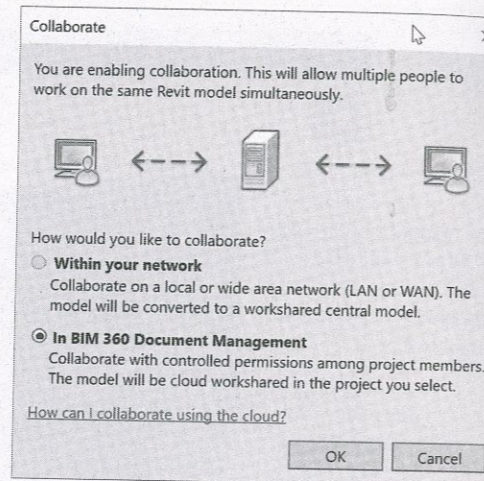 Collaborate
You are enabling collaboration. This will allow multiple people to
work on the same Revit model simultaneously.
How would you like to collaborate?
Within your network
Collaborate on a local or wide area network (LAN or WAN). The
model will be converted to a workshared central model.
In BIM 360 Document Management
Collaborate with controlled permissions among project members.
The model will be cloud workshared in the project you select.
How can I collaborate using the cloud?
OK
Cancel